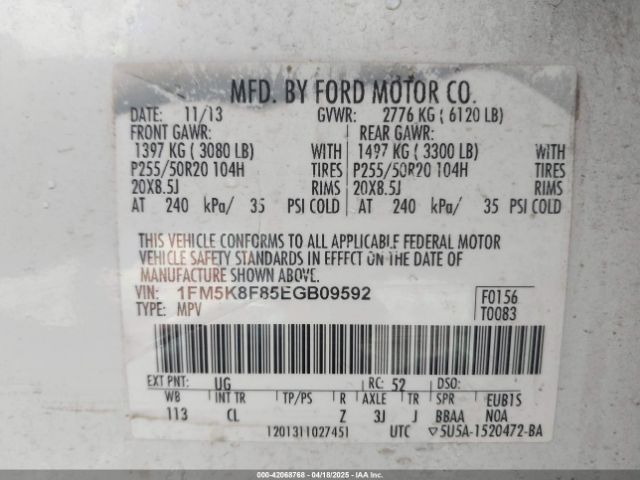 MFD. BY FORD MOTOR CO.
DATE: 11/13 GVWR: 2776 KG ( 6120 LB)
FRONT GAWR: REAR GAWR:
1397 KG ( 3080 LB) WITH 1497 KG ( 3300 LB) WITH
P255/50R20 104H TIRES P255/50R20 104H TIRES
20X8.5J RIMS 20X8.5J RIMS
AT 240 kPa/ 35 PSI COLD AT 240 kPa/ 35 PSI COLD
THIS VEHICLE CONFORMS TO ALL APPLICABLE FEDERAL MOTOR
VEHICLE SAFETY STANDARDS IN EFFECT ON THE DATE OF
MANUFACTURE SHOWN ABOVE.
VIN: 1FM5K8F85EGB09592 F0156
TYPE: MPV T0083
EXT PNT: UG RC: 52 DSO:
WB INT TR TP/PS R AXLE TR SPR EUB1S
113 CL Z 3J J BBAA NOA
1201311027451 UTC 5U5A-1520472-BA
000-42068768 - 04/18/2025 - IAAI.COM